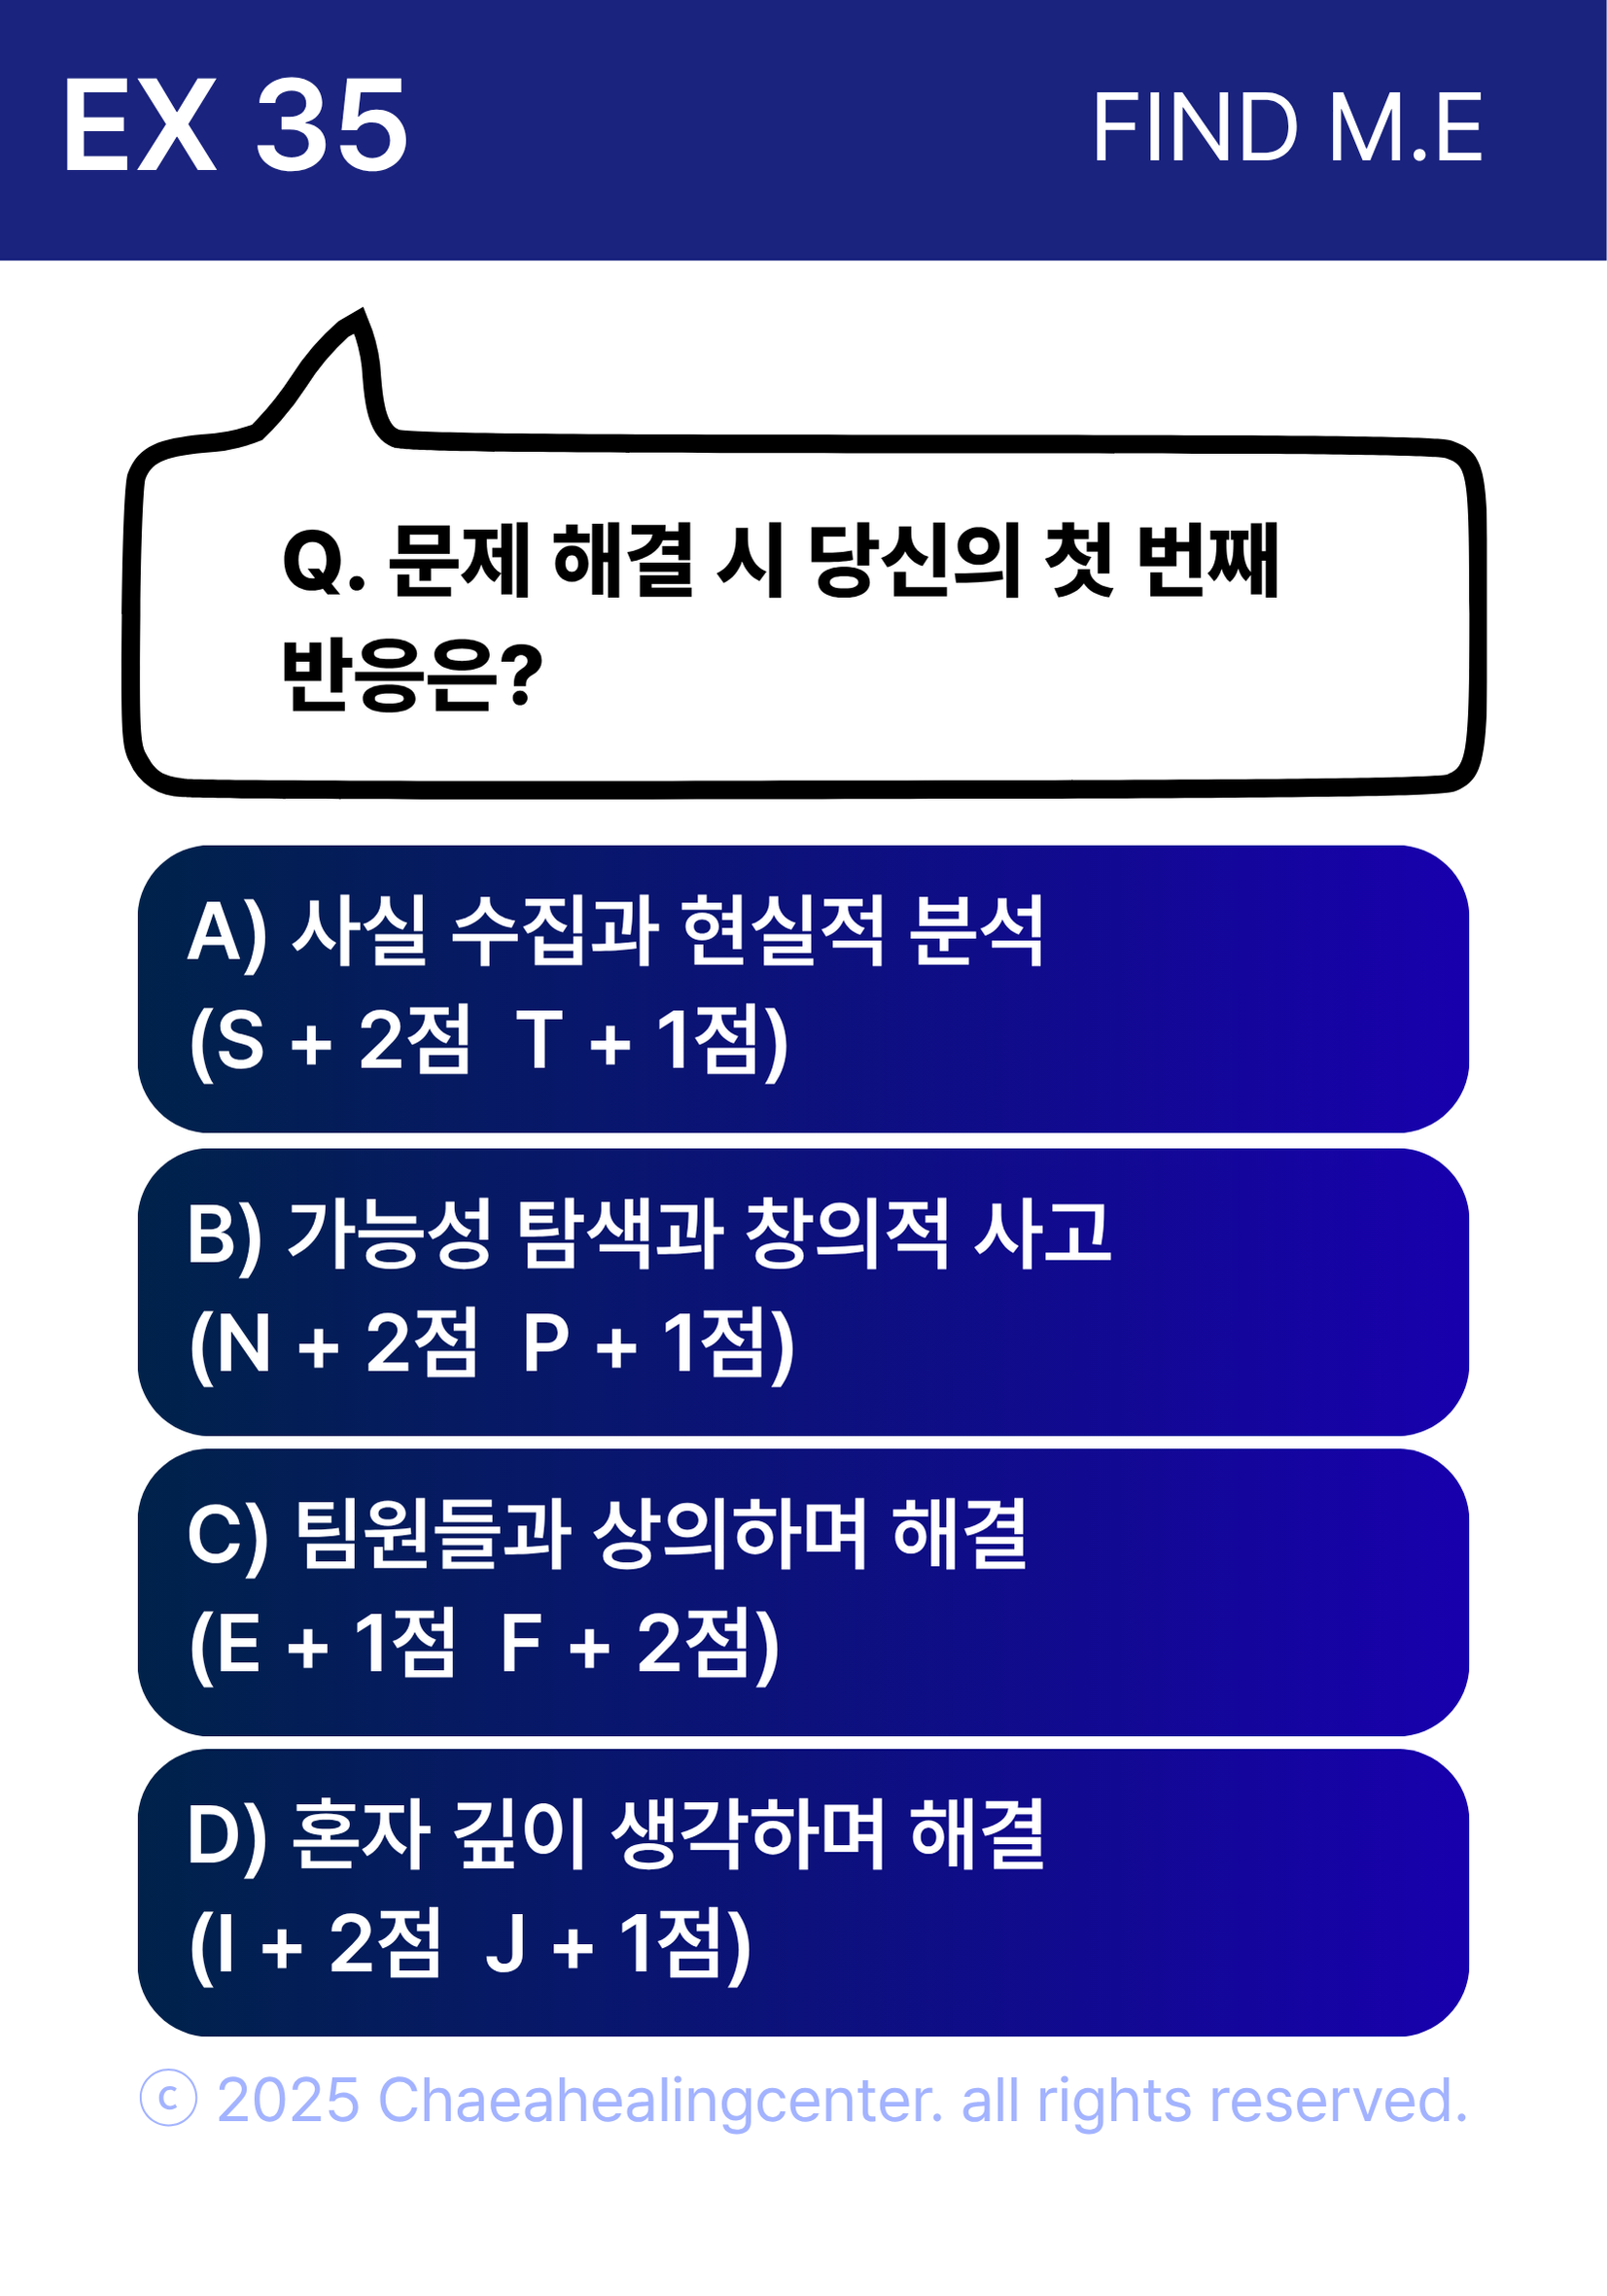 EX 35
FIND M.E
Q. 문제 해결 시 당신의 첫 번째
반응은?
A) 사실 수집과 현실적 분석
(S + 2점  T + 1점)
B) 가능성 탐색과 창의적 사고
(N + 2점  P + 1점)
C) 팀원들과 상의하며 해결
(E + 1점  F + 2점)
D) 혼자 깊이 생각하며 해결
(I + 2점  J + 1점)
ⓒ 2025 Chaeahealingcenter. all rights reserved.